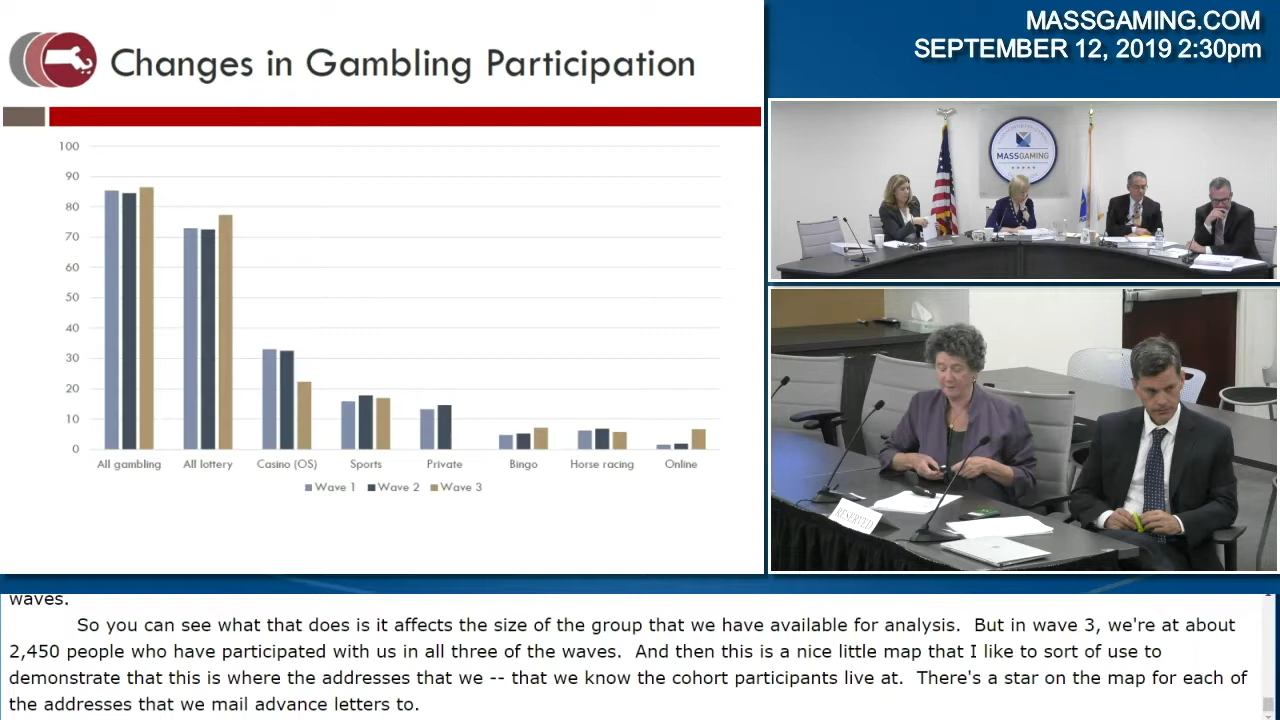 MASSGAMING.COM
SEPTEMBER 12, 2019 2:30pm
Changes in Gambling Participation
100
90
80
70
60
50
40
30
20
10
0
All gambling All lottery Casino (OS) Sports Private Bingo Horse racing Online
Wave 1 Wave 2 Wave 3
MASSGAMING
RESERVED
waves.
So you can see what that does is it affects the size of the group that we have available for analysis. But in wave 3, we're at about
2,450 people who have participated with us in all three of the waves. And then this is a nice little map that I like to sort of use to
demonstrate that this is where the addresses that we -- that we know the cohort participants live at. There's a star on the map for each of
the addresses that we mail advance letters to.